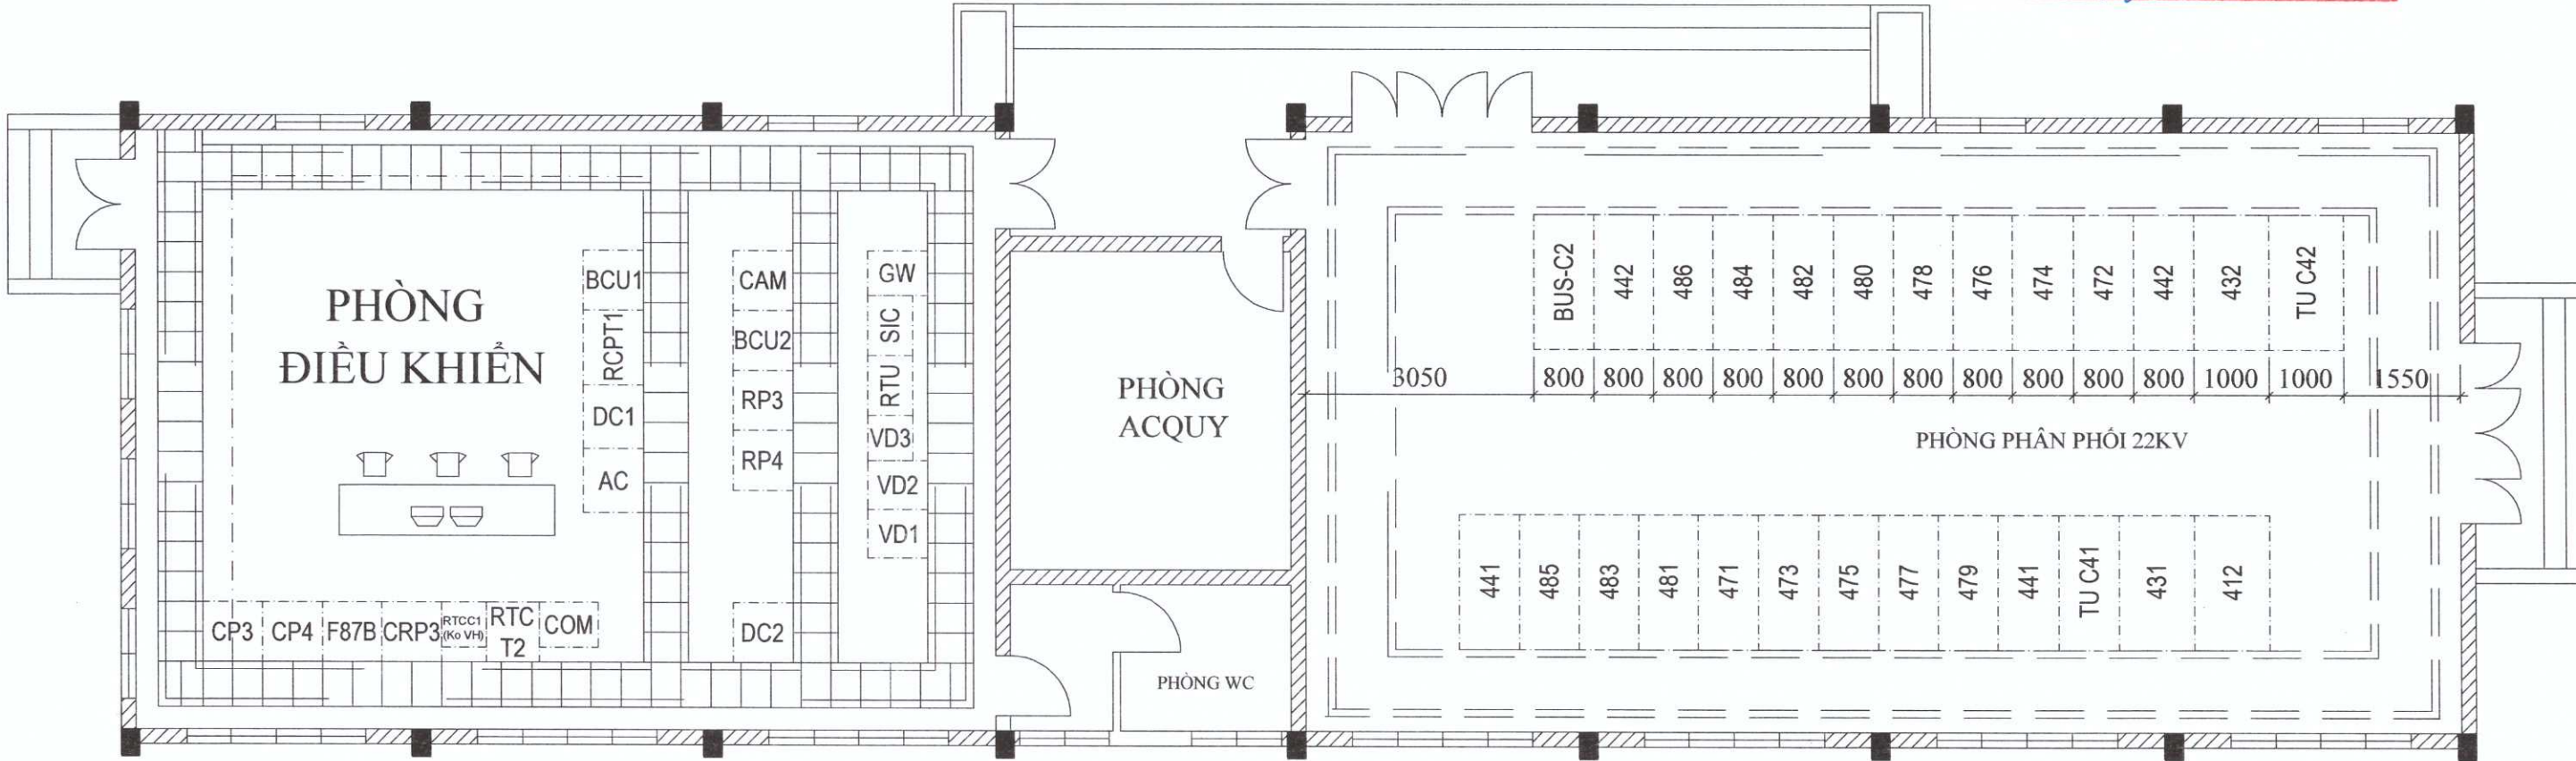 PHÒNG
ĐIỀU KHIỂN
BCU1
RCPT1
DC1
AC
CAM
BCU2
RP3
RP4
DC2
GW
SIC
RTU
VD3
VD2
VD1
CP3
CP4
F87B
CRP3
RTCC1
(Ko VH)
RTC
T2
COM
PHÒNG
ACQUY
PHÒNG WC
BUS-C2
442
486
484
482
480
478
476
474
472
442
432
TU C42
3050 800 800 800 800 800 800 800 800 800 800 800 1000 1000 1550
PHÒNG PHÂN PHỐI 22KV
441
485
483
481
471
473
475
477
479
441
TU C41
431
412